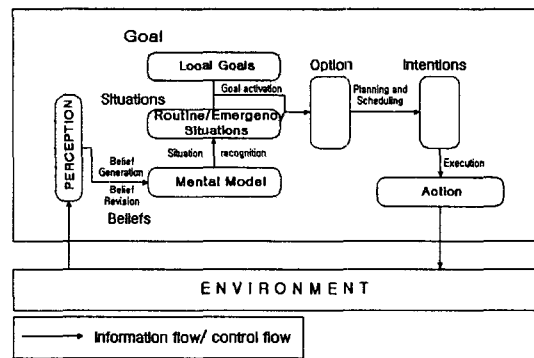 Goal
Local Goals
Option
Intentions
Goal activation
Planning and
Scheduling
Situations
Routine/Emergency
Situations
PERCEPTION
Situation recognition
Execution
Belief
Generation
Mental Model
Belief
Revision
Beliefs
Action
ENVIRONMENT
Information flow/ control flow